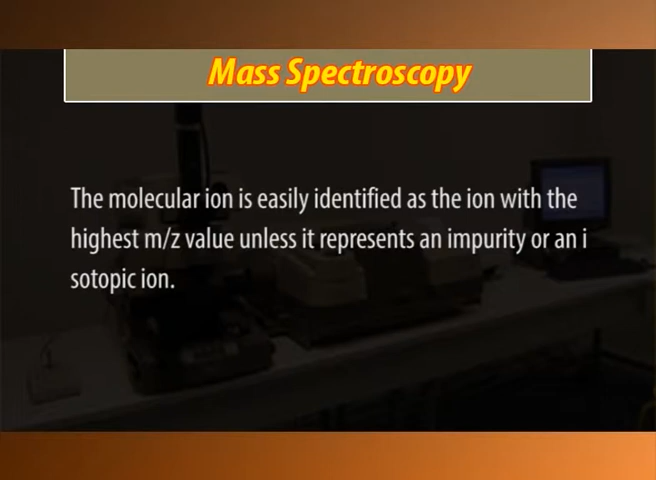 Mass Spectroscopy
The molecular ion is easily identified as the ion with the
highest m/z value unless it represents an impurity or an i
sotopic ion.